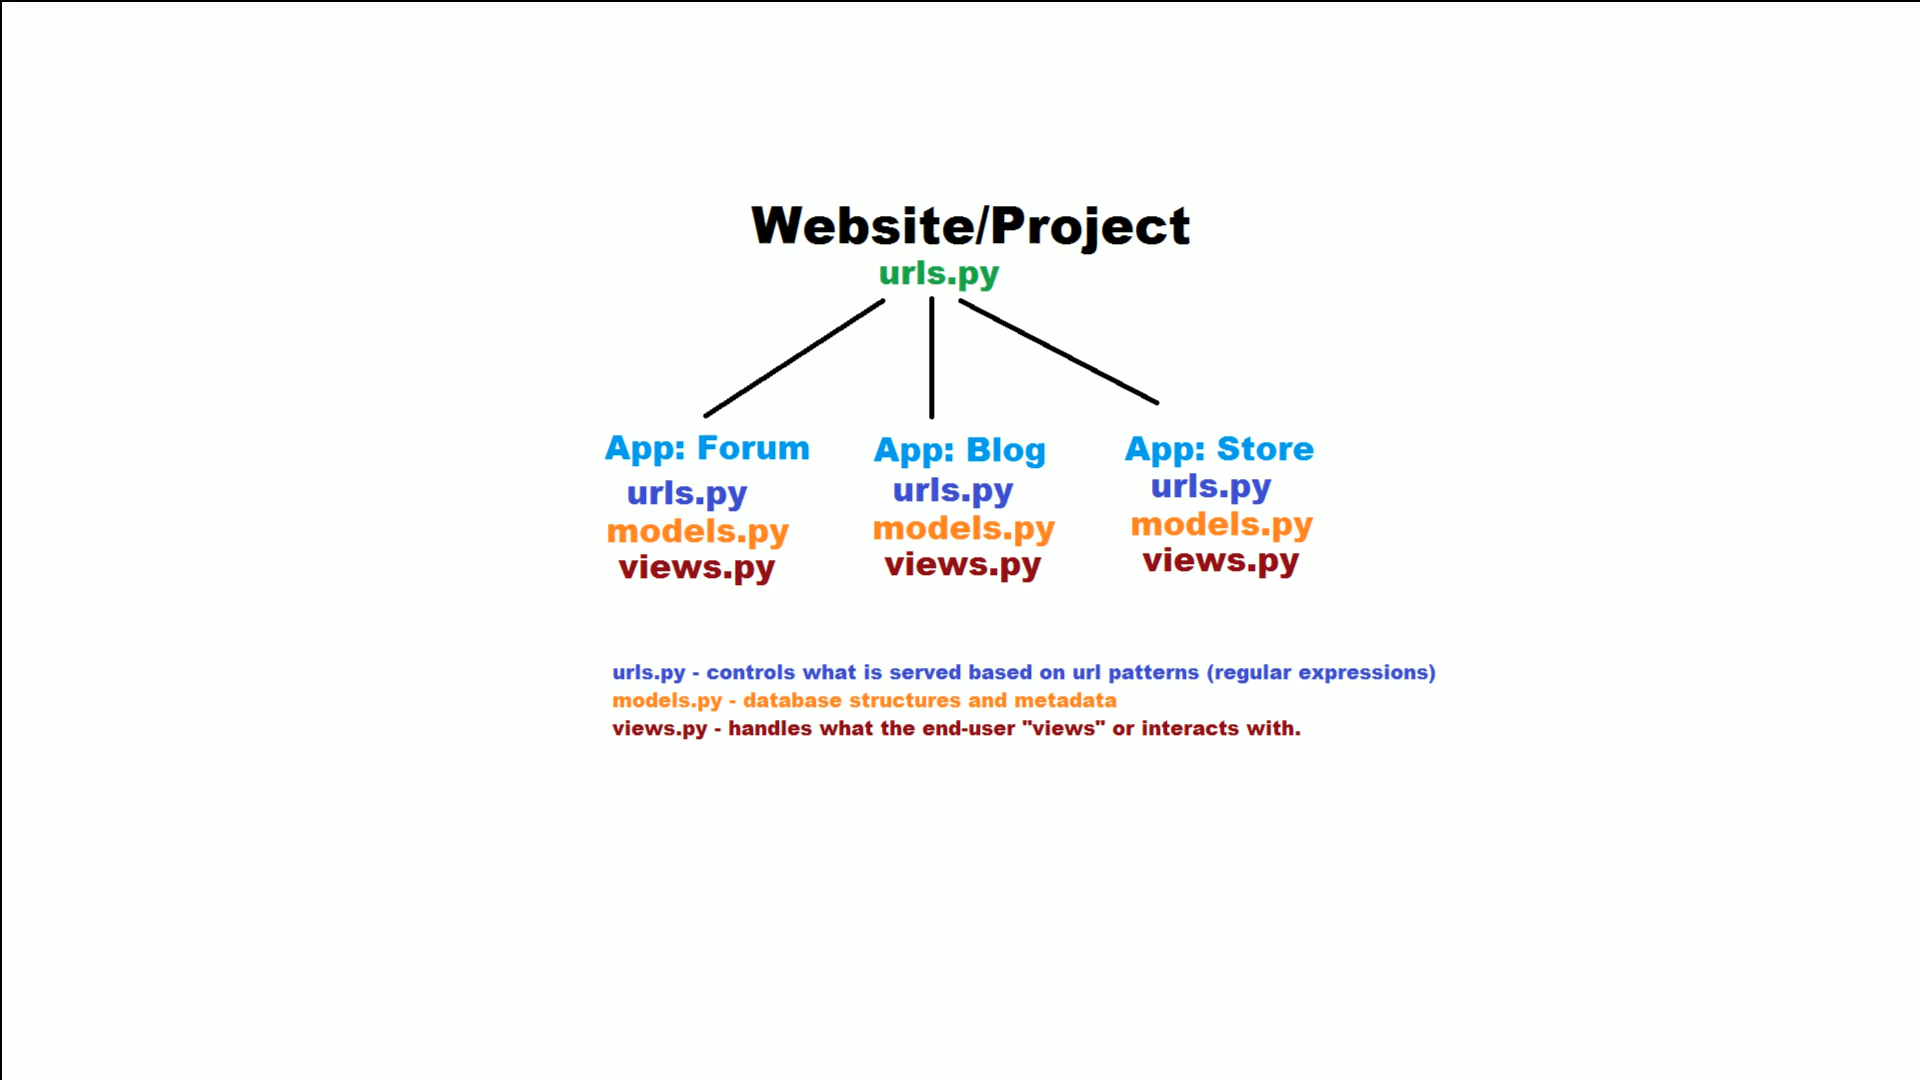 Website/Project
urls.py
App: Forum
urls.py
models.py
views.py
App: Blog
urls.py
models.py
views.py
App: Store
urls.py
models.py
views.py
urls.py - controls what is served based on url patterns (regular expressions)
models.py - database structures and metadata
views.py - handles what the end-user "views" or interacts with.